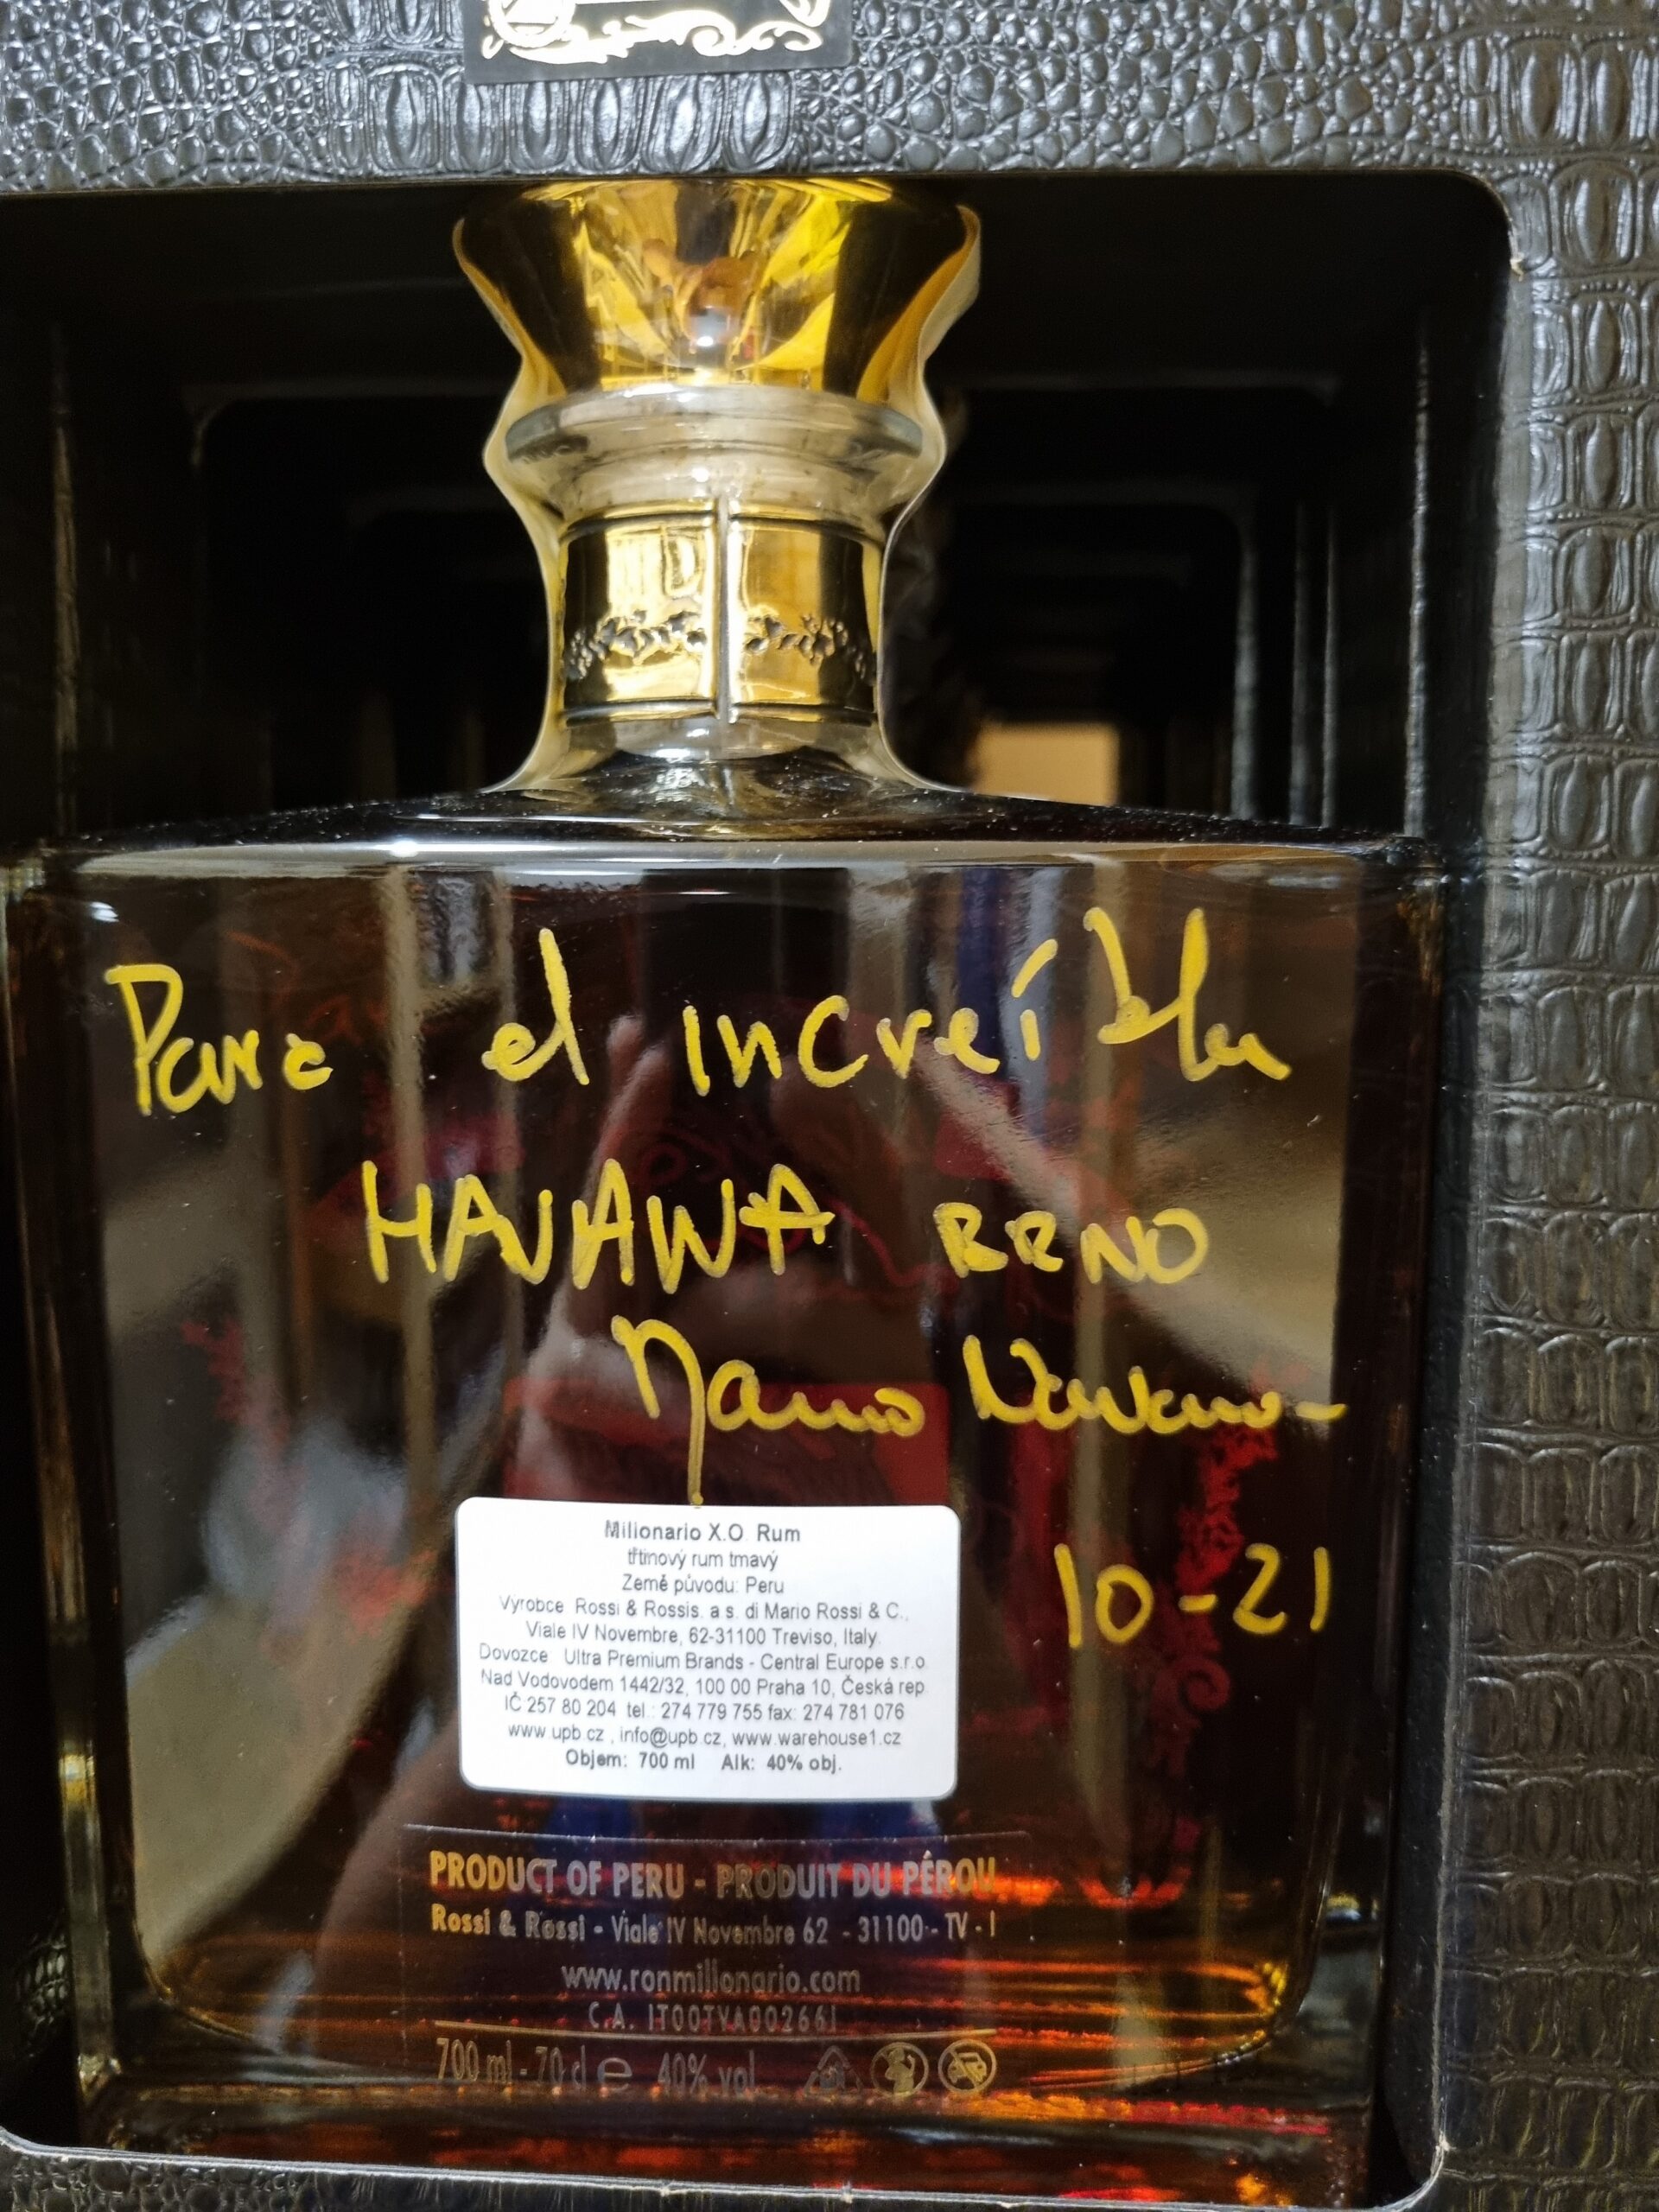 Para el increíble
HAVANA BRNO
Mario Navarro
10-21
Milionario X.O. Rum
třtinový rum tmavý
Země původu: Peru
Výrobce Rossi & Rossis. a s. di Mario Rossi & C.,
Viale IV Novembre, 62-31100 Treviso, Italy.
Dovozce Ultra Premium Brands - Central Europe s.r.o.
Nad Vodovodem 1442/32, 100 00 Praha 10, Česká rep.
IČ 257 80 204 tel.: 274 779 755 fax: 274 781 076
www.upb.cz , info@upb.cz, www.warehouse1.cz
Objem: 700 ml Alk: 40% obj.
PRODUCT OF PERU - PRODUIT DU PÉROU
Rossi & Rossi - Viale IV Novembre 62 - 31100 - TV - I
www.ronmillonario.com
C.A. IT00TVA00266I
700 ml - 70 cl e 40% vol.